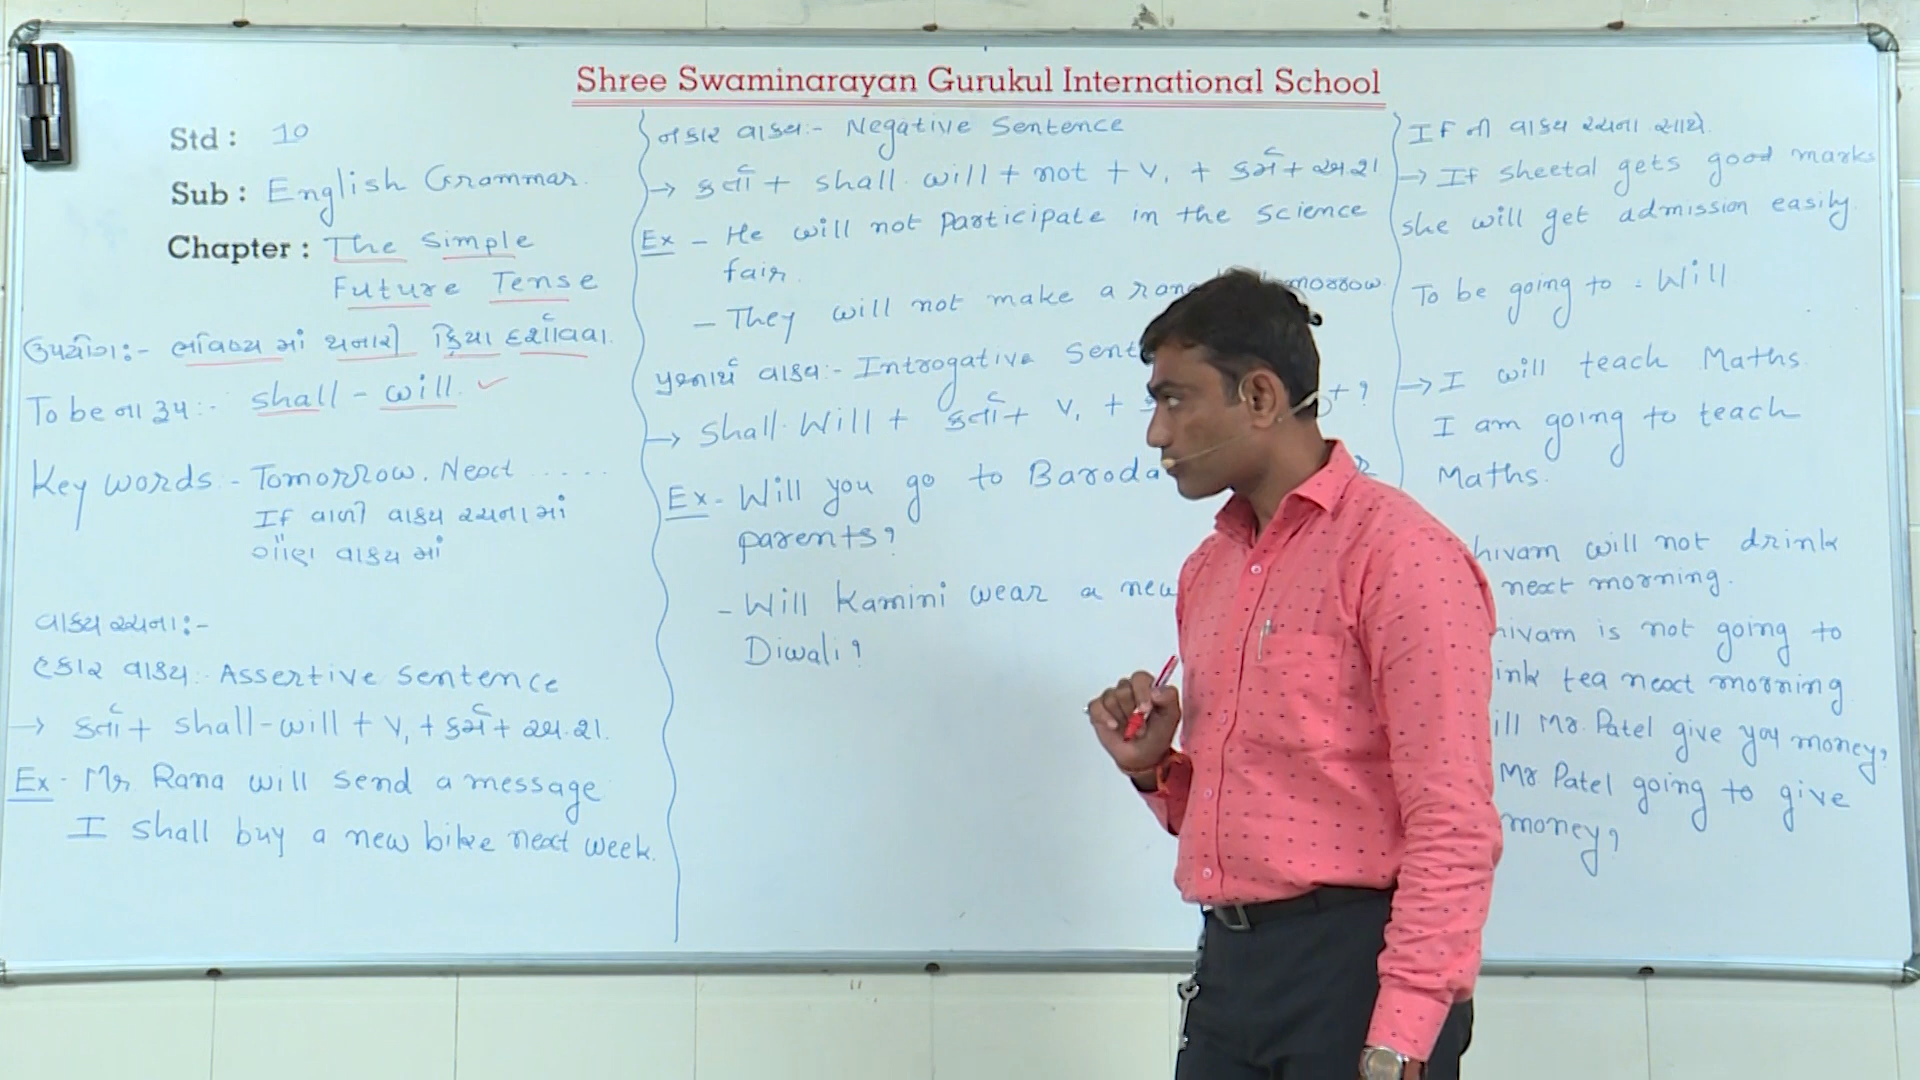 Shree Swaminarayan Gurukul International School
Std : 10
Sub : English Grammar.
Chapter : The Simple
Future Tense
ઉપયોગ:- ભવિષ્ય માં થનારી ક્રિયા દર્શાવવા.
To be ના રૂપ:- shall - will.
Key words - Tomorrow. Next .....
If વાળી વાક્ય રચના માં
ગૌણ વાક્ય માં
વાક્ય રચના:-
હકાર વાક્ય:- Assertive Sentence
→ કર્તા + shall-will + V1 + કર્મ + અ.શ.
Ex - Mr Rana will send a message
I shall buy a new bike next week.
નકાર વાક્ય:- Negative Sentence
→ કર્તા + shall. will + not + V1 + કર્મ + અ.શ
Ex - He will not Participate in the Science
fair.
- They will not make a
પ્રશ્નાર્થ વાક્ય:- Introgative
→ Shall. Will + કર્તા + V1 + + ?
Ex - Will you go to Baroda
parents?
- Will Kamini wear a new
Diwali?
If ની વાક્ય રચના સાથે.
→ If sheetal gets good marks
she will get admission easily.
To be going to = Will
→ I will teach Maths.
I am going to teach
Maths.
hivam will not drink
next morning.
is not going to
tea next morning
Mr. Patel give you money?
Mr Patel going to give
money?